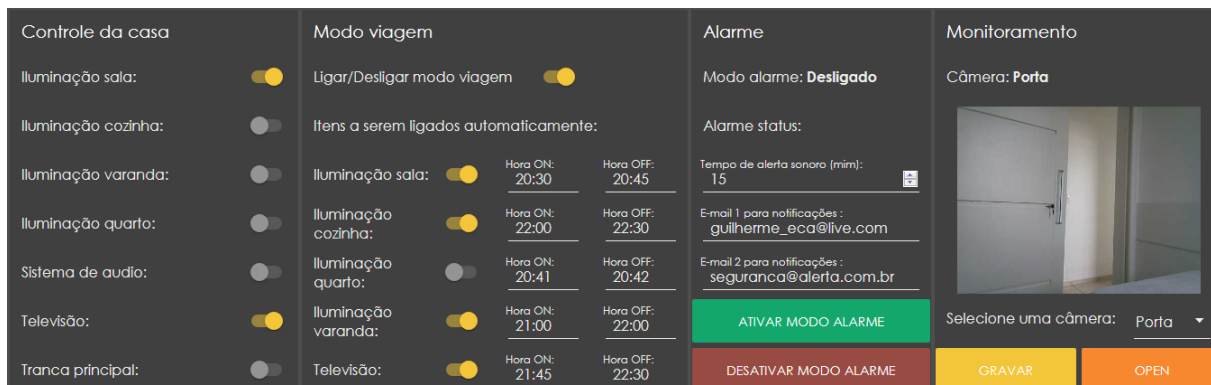 Controle da casa
Iluminação sala:
Iluminação cozinha:
Iluminação varanda:
Iluminação quarto:
Sistema de audio:
Televisão:
Tranca principal:
Modo viagem
Ligar/Desligar modo viagem
Itens a serem ligados automaticamente:
Iluminação sala:
Hora ON:
20:30
Hora OFF:
20:45
Iluminação
cozinha:
Hora ON:
22:00
Hora OFF:
22:30
Iluminação
quarto:
Hora ON:
20:41
Hora OFF:
20:42
Iluminação
varanda:
Hora ON:
21:00
Hora OFF:
22:00
Televisão:
Hora ON:
21:45
Hora OFF:
22:30
Alarme
Modo alarme: Desligado
Alarme status:
Tempo de alerta sonoro (mim):
15
E-mail 1 para notificações :
guilherme_eca@live.com
E-mail 2 para notificações :
seguranca@alerta.com.br
ATIVAR MODO ALARME
DESATIVAR MODO ALARME
Monitoramento
Câmera: Porta
Selecione uma câmera: Porta
GRAVAR
OPEN